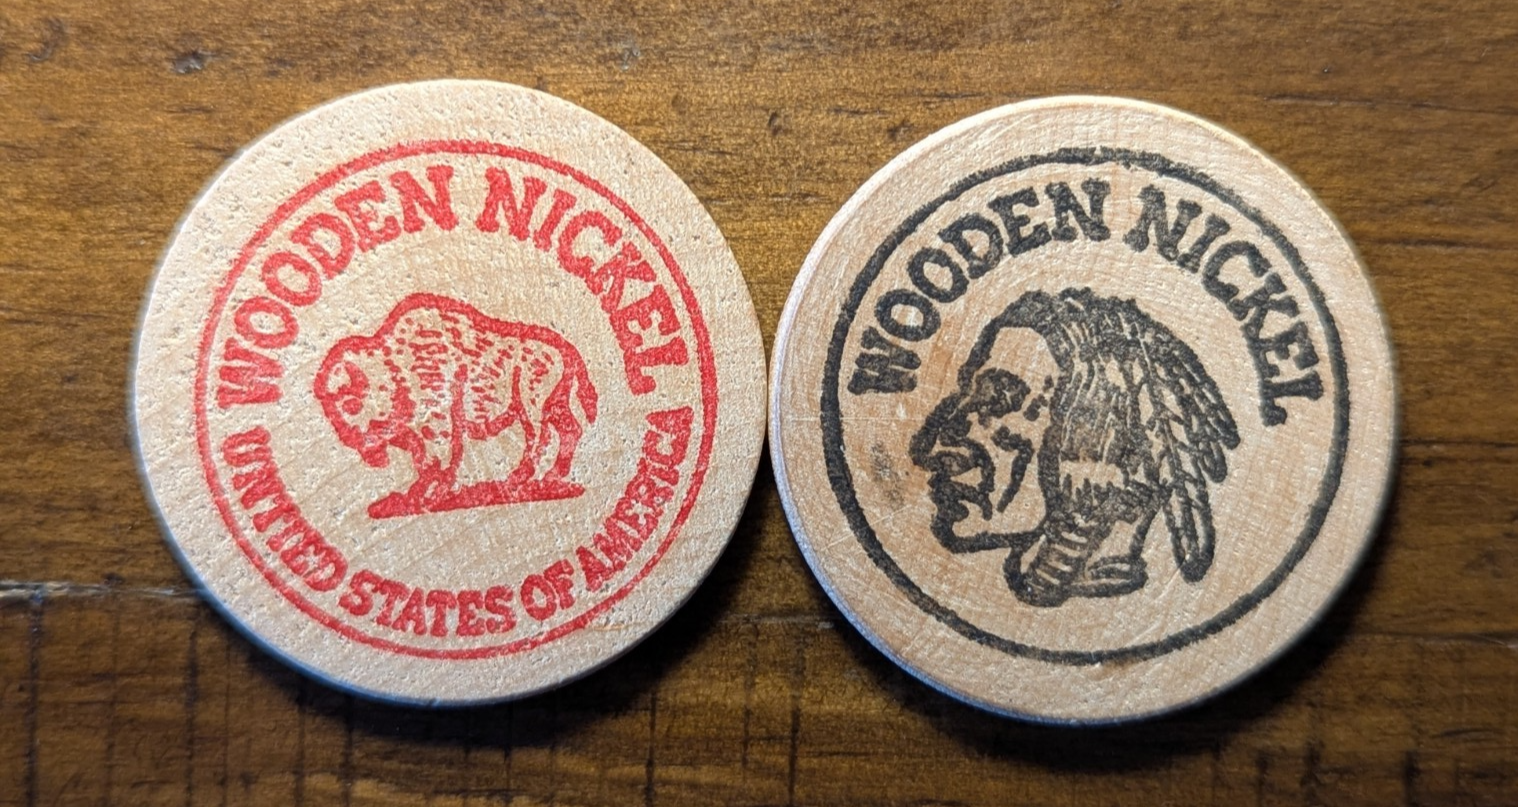 WOODEN NICKEL
UNITED STATES OF AMERICA
WOODEN NICKEL